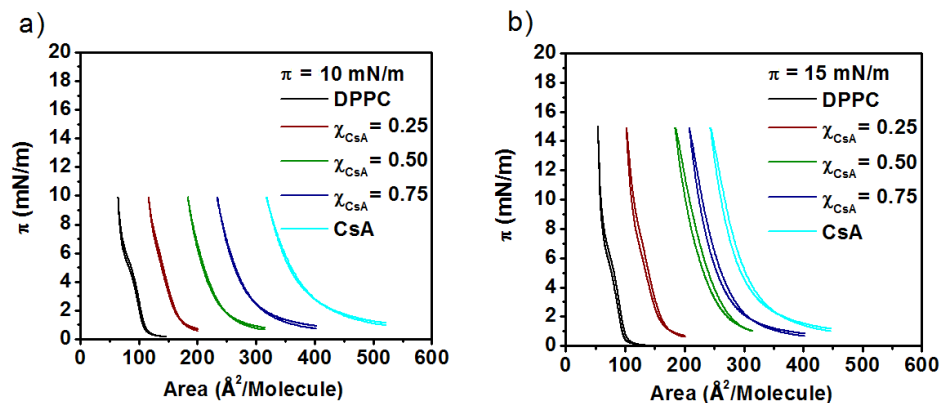 a)
π = 10 mN/m
DPPC
χCsA = 0.25
χCsA = 0.50
χCsA = 0.75
CsA
π (mN/m)
20
18
16
14
12
10
8
6
4
2
0
0 100 200 300 400 500 600
Area (Å²/Molecule)
b)
π = 15 mN/m
DPPC
χCsA = 0.25
χCsA = 0.50
χCsA = 0.75
CsA
π (mN/m)
20
18
16
14
12
10
8
6
4
2
0
0 100 200 300 400 500 600
Area (Å²/Molecule)